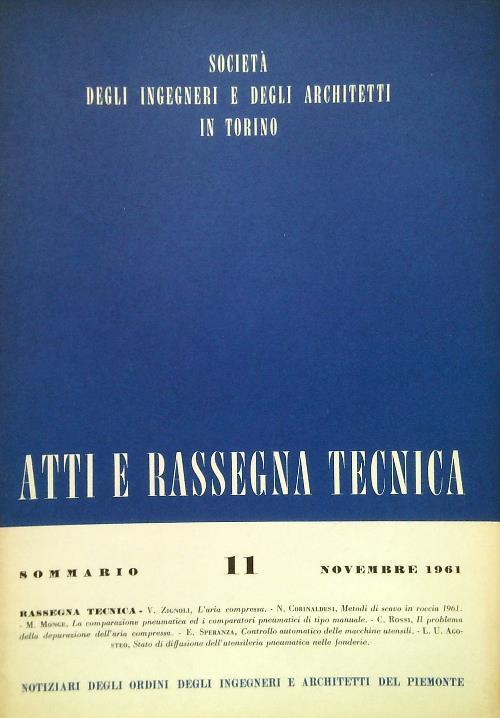 SOCIETÀ
DEGLI INGEGNERI E DEGLI ARCHITETTI
IN TORINO
ATTI E RASSEGNA TECNICA
SOMMARIO 11 NOVEMBRE 1961
RASSEGNA TECNICA - V. ZIGNOLI, L'aria compressa. - N. CORINALDESI, Metodi di scavo in roccia 1961.
- M. MONGE, La comparazione pneumatica ed i comparatori pneumatici di tipo manuale. - C. ROSSI, Il problema
della depurazione dell'aria compressa. - E. SPERANZA, Controllo automatico delle macchine utensili. - L. U. AGO-
STEO, Stato di diffusione dell'utensileria pneumatica nelle fonderie.
NOTIZIARI DEGLI ORDINI DEGLI INGEGNERI E ARCHITETTI DEL PIEMONTE